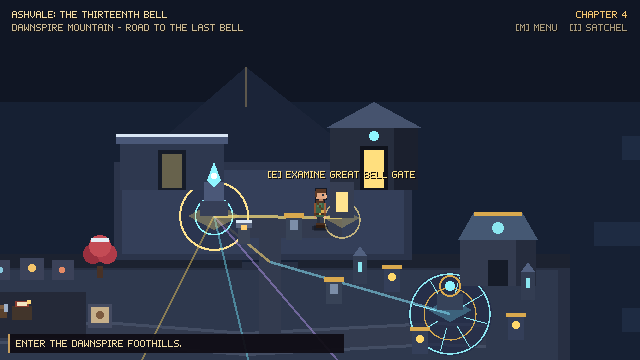 ASHVALE: THE THIRTEENTH BELL
DAWNSPIRE MOUNTAIN - ROAD TO THE LAST BELL
CHAPTER 4
[M] MENU [I] SATCHEL
[E] EXAMINE GREAT BELL GATE
ENTER THE DAWNSPIRE FOOTHILLS.